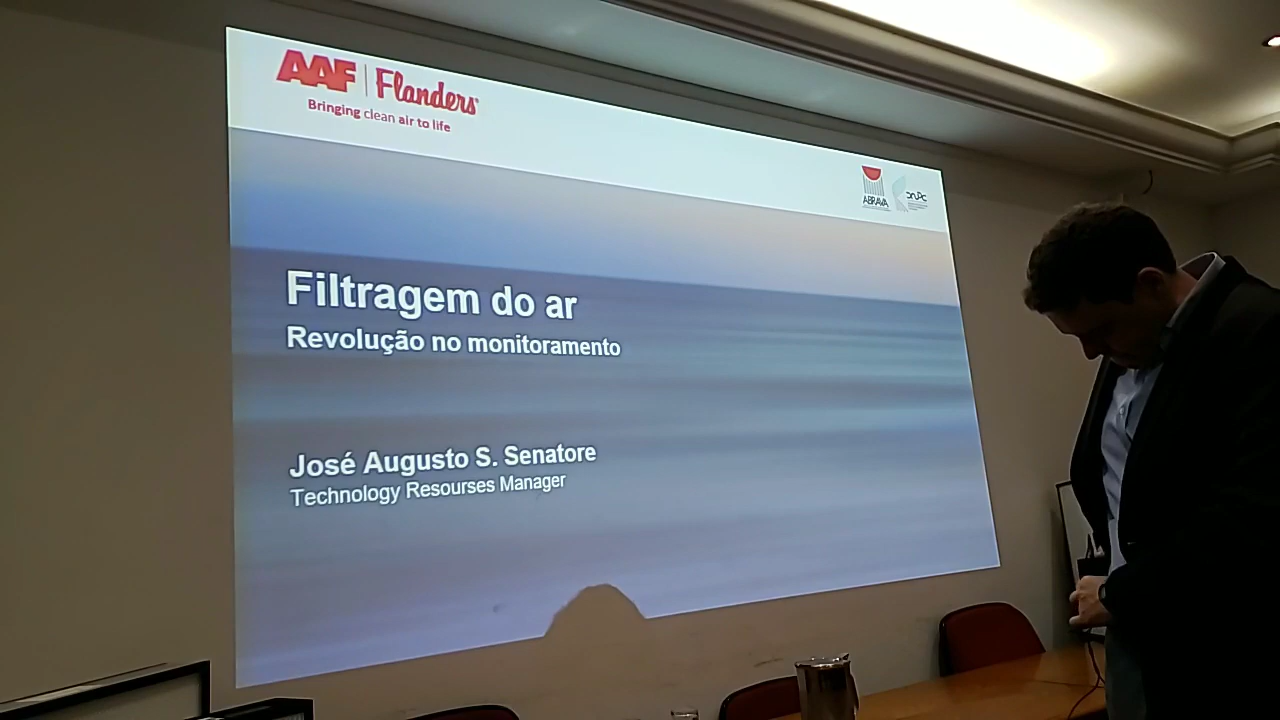 AAF Flanders
Bringing clean air to life
ABRAVA
Filtragem do ar
Revolução no monitoramento
José Augusto S. Senatore
Technology Resourses Manager